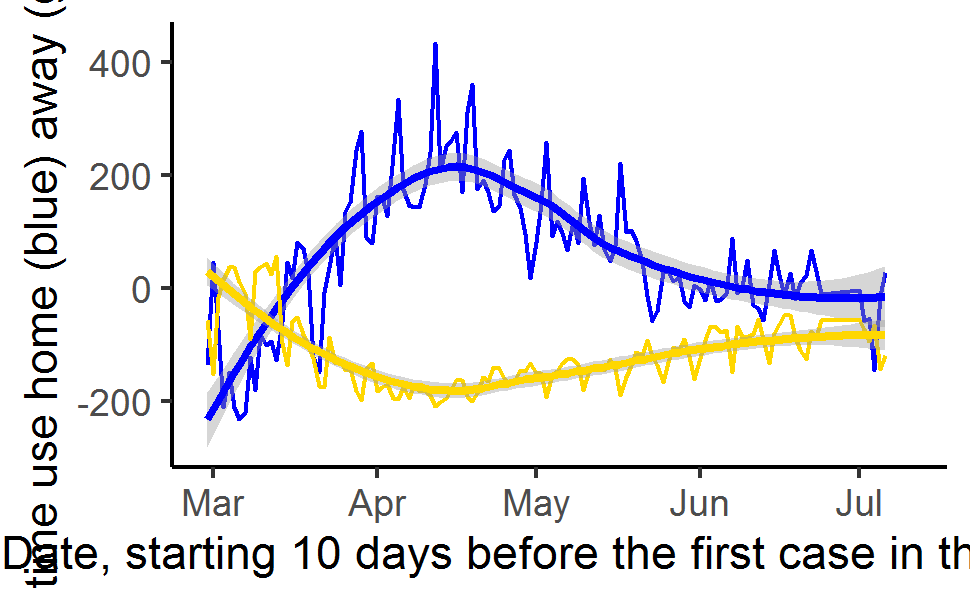 time use home (blue) away (
400
200
0
-200
Mar Apr May Jun Jul
Date, starting 10 days before the first case in th